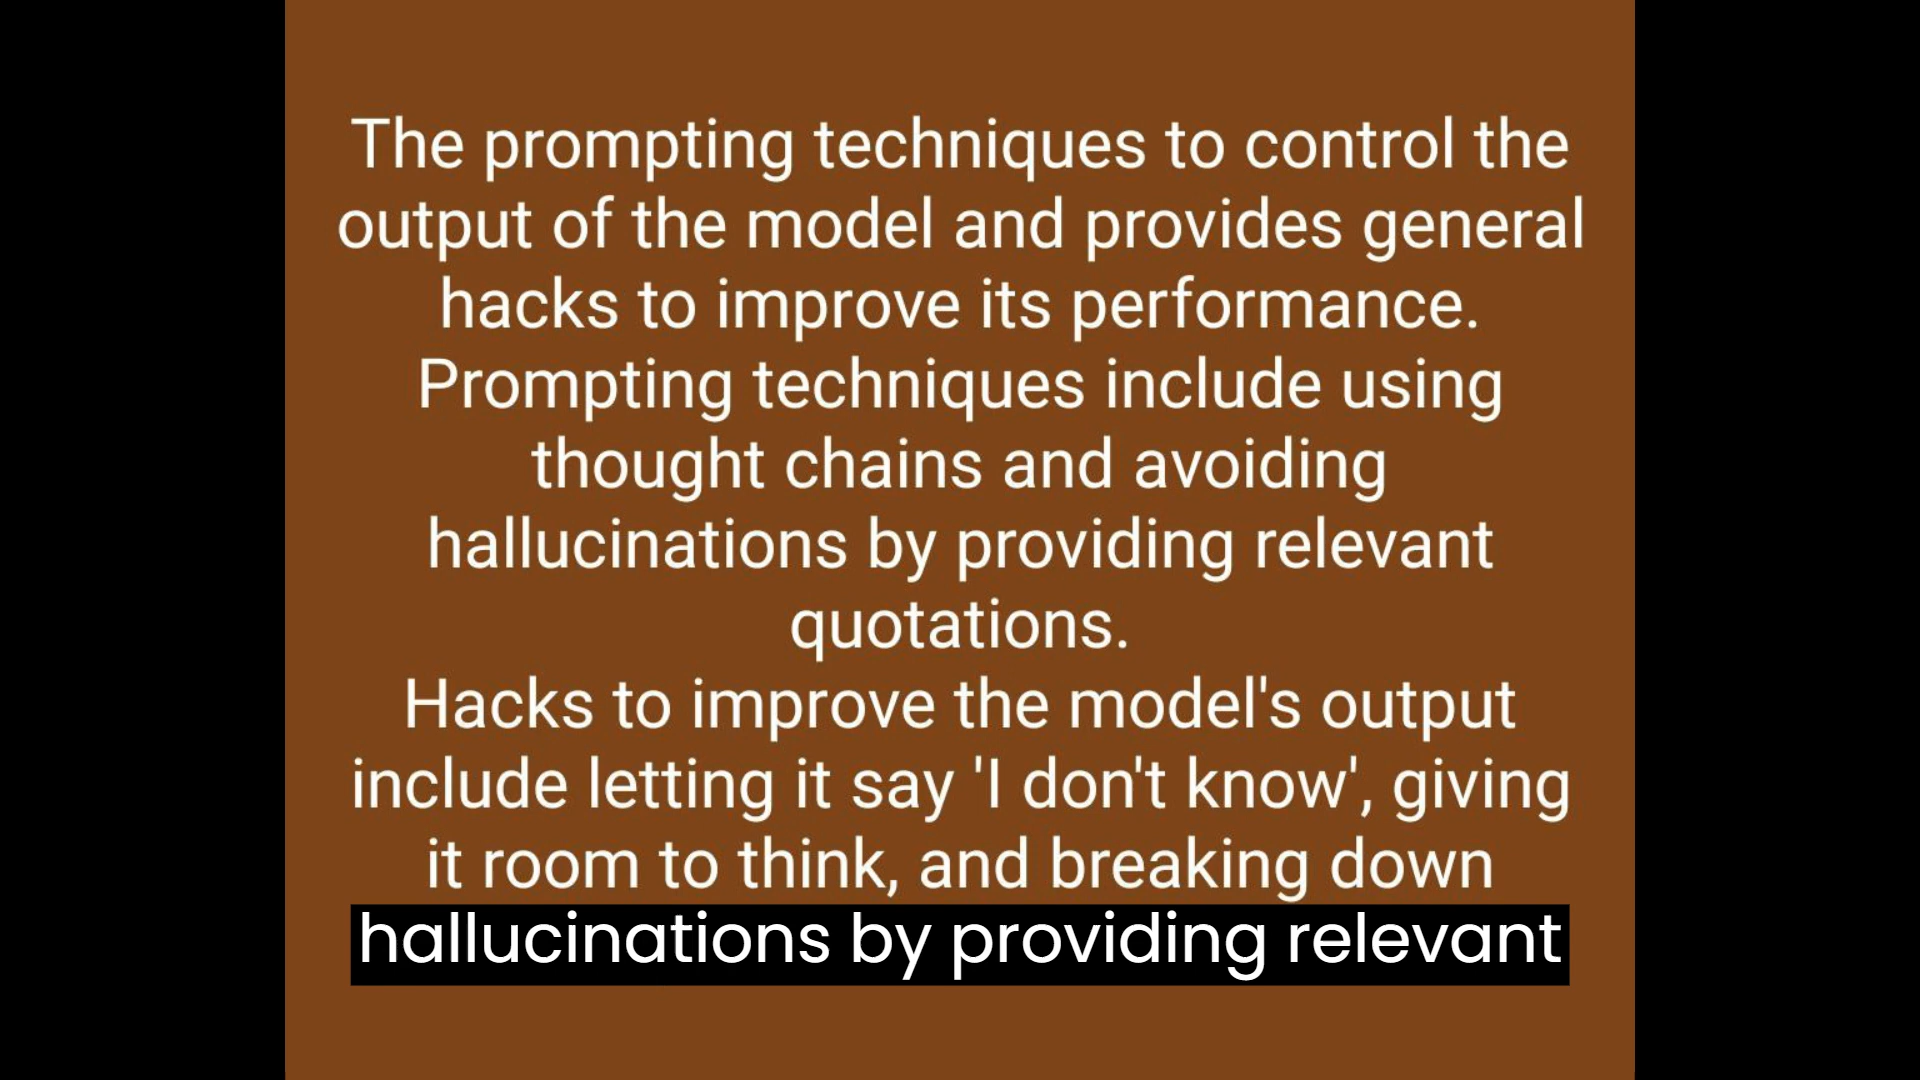 The prompting techniques to control the
output of the model and provides general
hacks to improve its performance.
Prompting techniques include using
thought chains and avoiding
hallucinations by providing relevant
quotations.
Hacks to improve the model's output
include letting it say 'I don't know', giving
it room to think, and breaking down
hallucinations by providing relevant